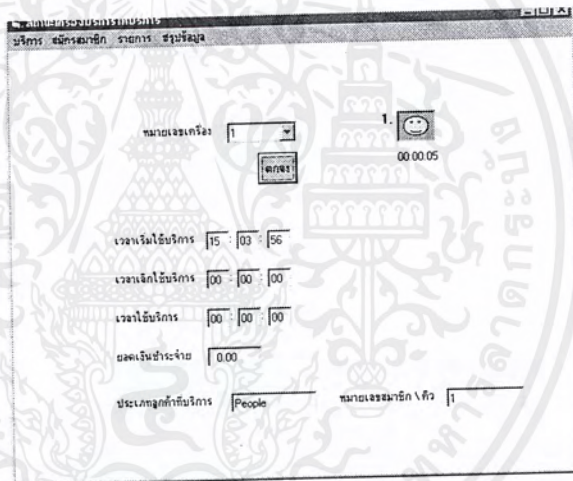 บริการ สมัครสมาชิก รายการ สรุปข้อมูล
หมายเลขเครื่อง 1
1.
00:00:05
ตกลง
เวลาเริ่มใช้บริการ 15 : 03 : 56
เวลาเลิกใช้บริการ 00 : 00 : 00
เวลาใช้บริการ 00 : 00 : 00
ยอดเงินชำระจ่าย 0.00
ประเภทลูกค้าที่บริการ People หมายเลขสมาชิก \ คิว 1